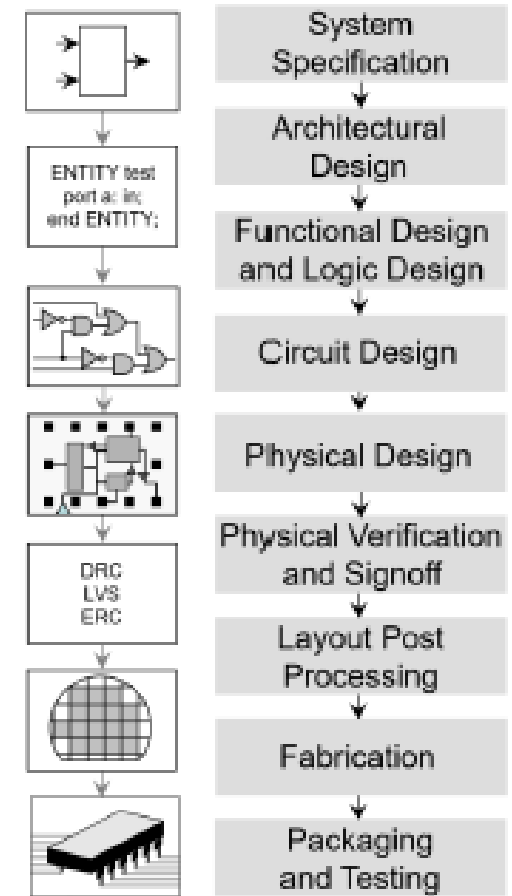 System
Specification
Architectural
Design
ENTITY test
port a: in;
end ENTITY;
Functional Design
and Logic Design
Circuit Design
Physical Design
Physical Verification
and Signoff
DRC
LVS
ERC
Layout Post
Processing
Fabrication
Packaging
and Testing